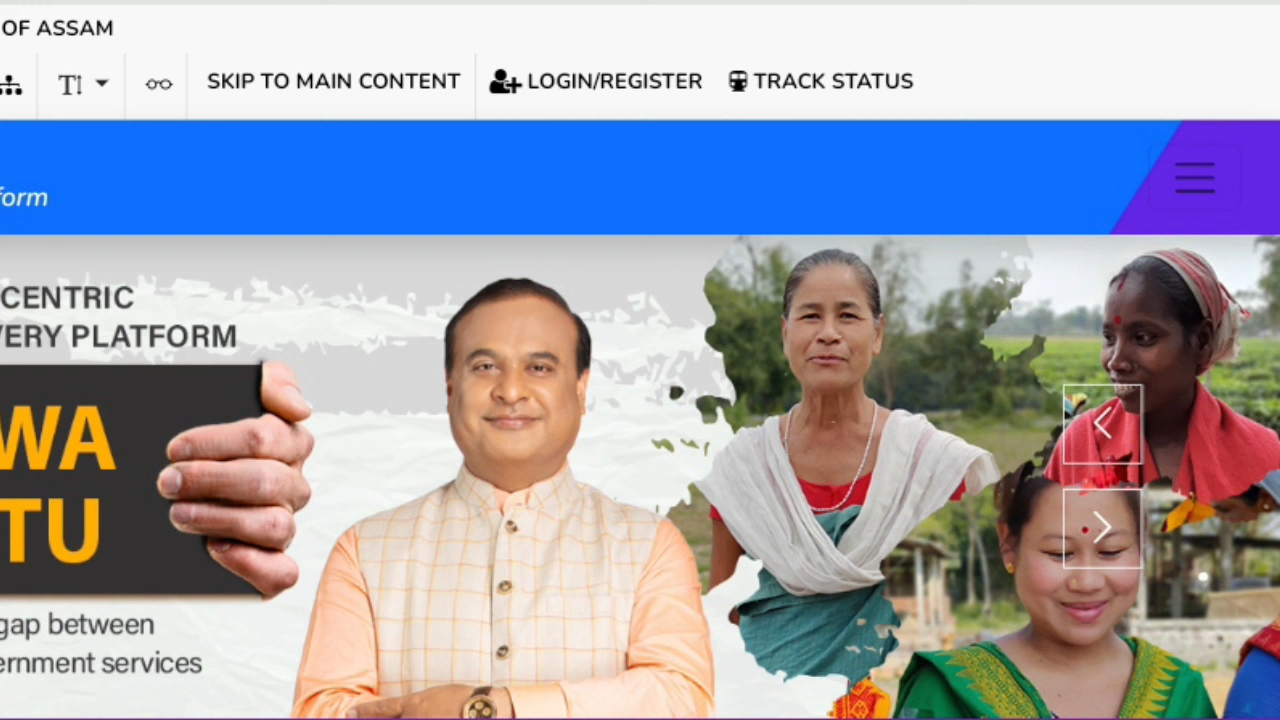 OF ASSAM
SKIP TO MAIN CONTENT
LOGIN/REGISTER
TRACK STATUS
form
CENTRIC
VERY PLATFORM
WA
TU
gap between
ernment services